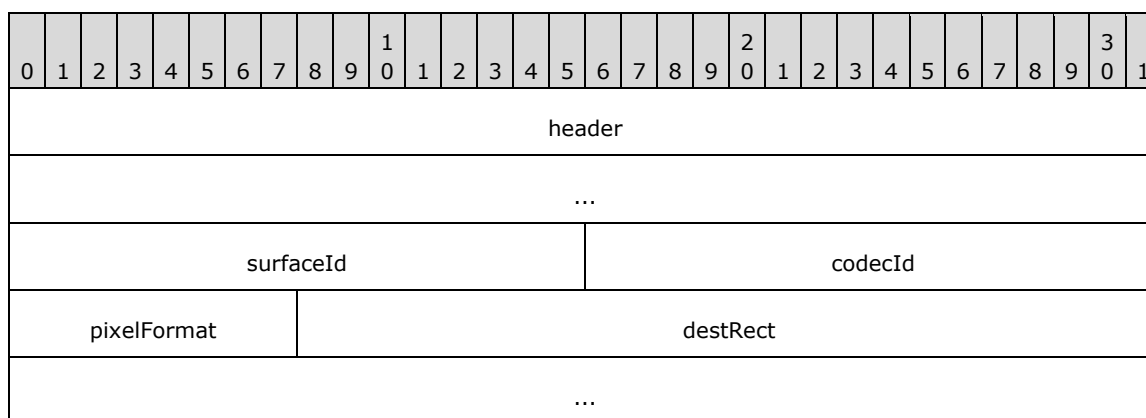 0 1 2 3 4 5 6 7 8 9 1 0 1 2 3 4 5 6 7 8 9 2 0 1 2 3 4 5 6 7 8 9 3 0 1
header
...
surfaceId codecId
pixelFormat destRect
...